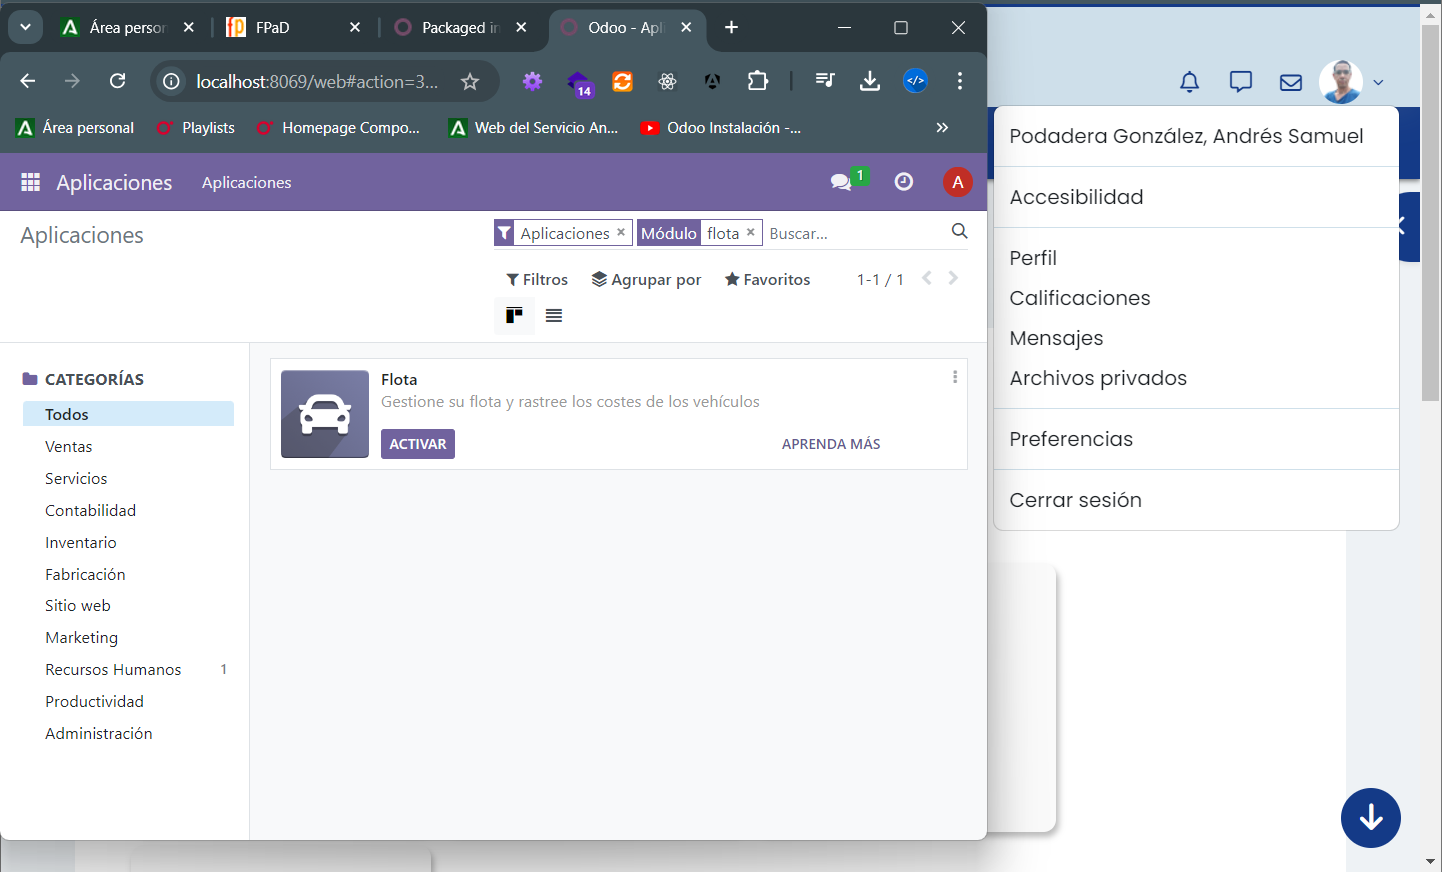 Área person
FPaD
Packaged in
Odoo - Apli
localhost:8069/web#action=3...
14
Área personal
Playlists
Homepage Compo...
Web del Servicio An...
Odoo Instalación -...
Aplicaciones
Aplicaciones
1
A
Aplicaciones
Aplicaciones
Módulo
flota
Buscar...
Filtros
Agrupar por
Favoritos
1-1 / 1
CATEGORÍAS
Todos
Ventas
Servicios
Contabilidad
Inventario
Fabricación
Sitio web
Marketing
Recursos Humanos 1
Productividad
Administración
Flota
Gestione su flota y rastree los costes de los vehículos
ACTIVAR
APRENDA MÁS
Podadera González, Andrés Samuel
Accesibilidad
Perfil
Calificaciones
Mensajes
Archivos privados
Preferencias
Cerrar sesión